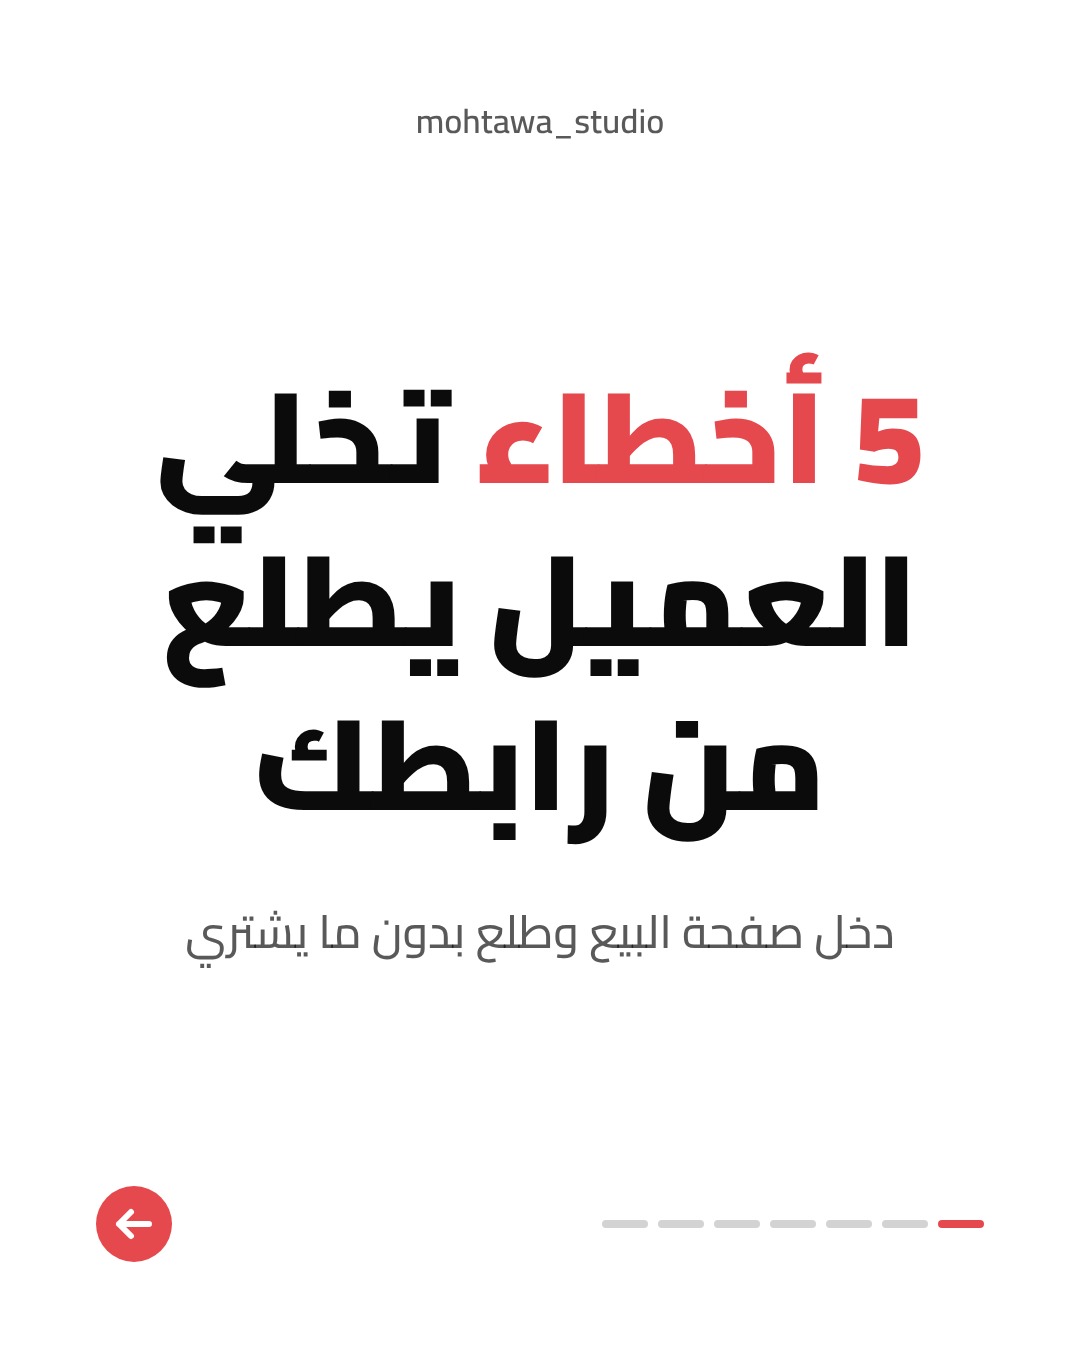 mohtawa_studio
5 أخطاء تخلي
العميل يطلع
من رابطك
دخل صفحة البيع وطلع بدون ما يشتري